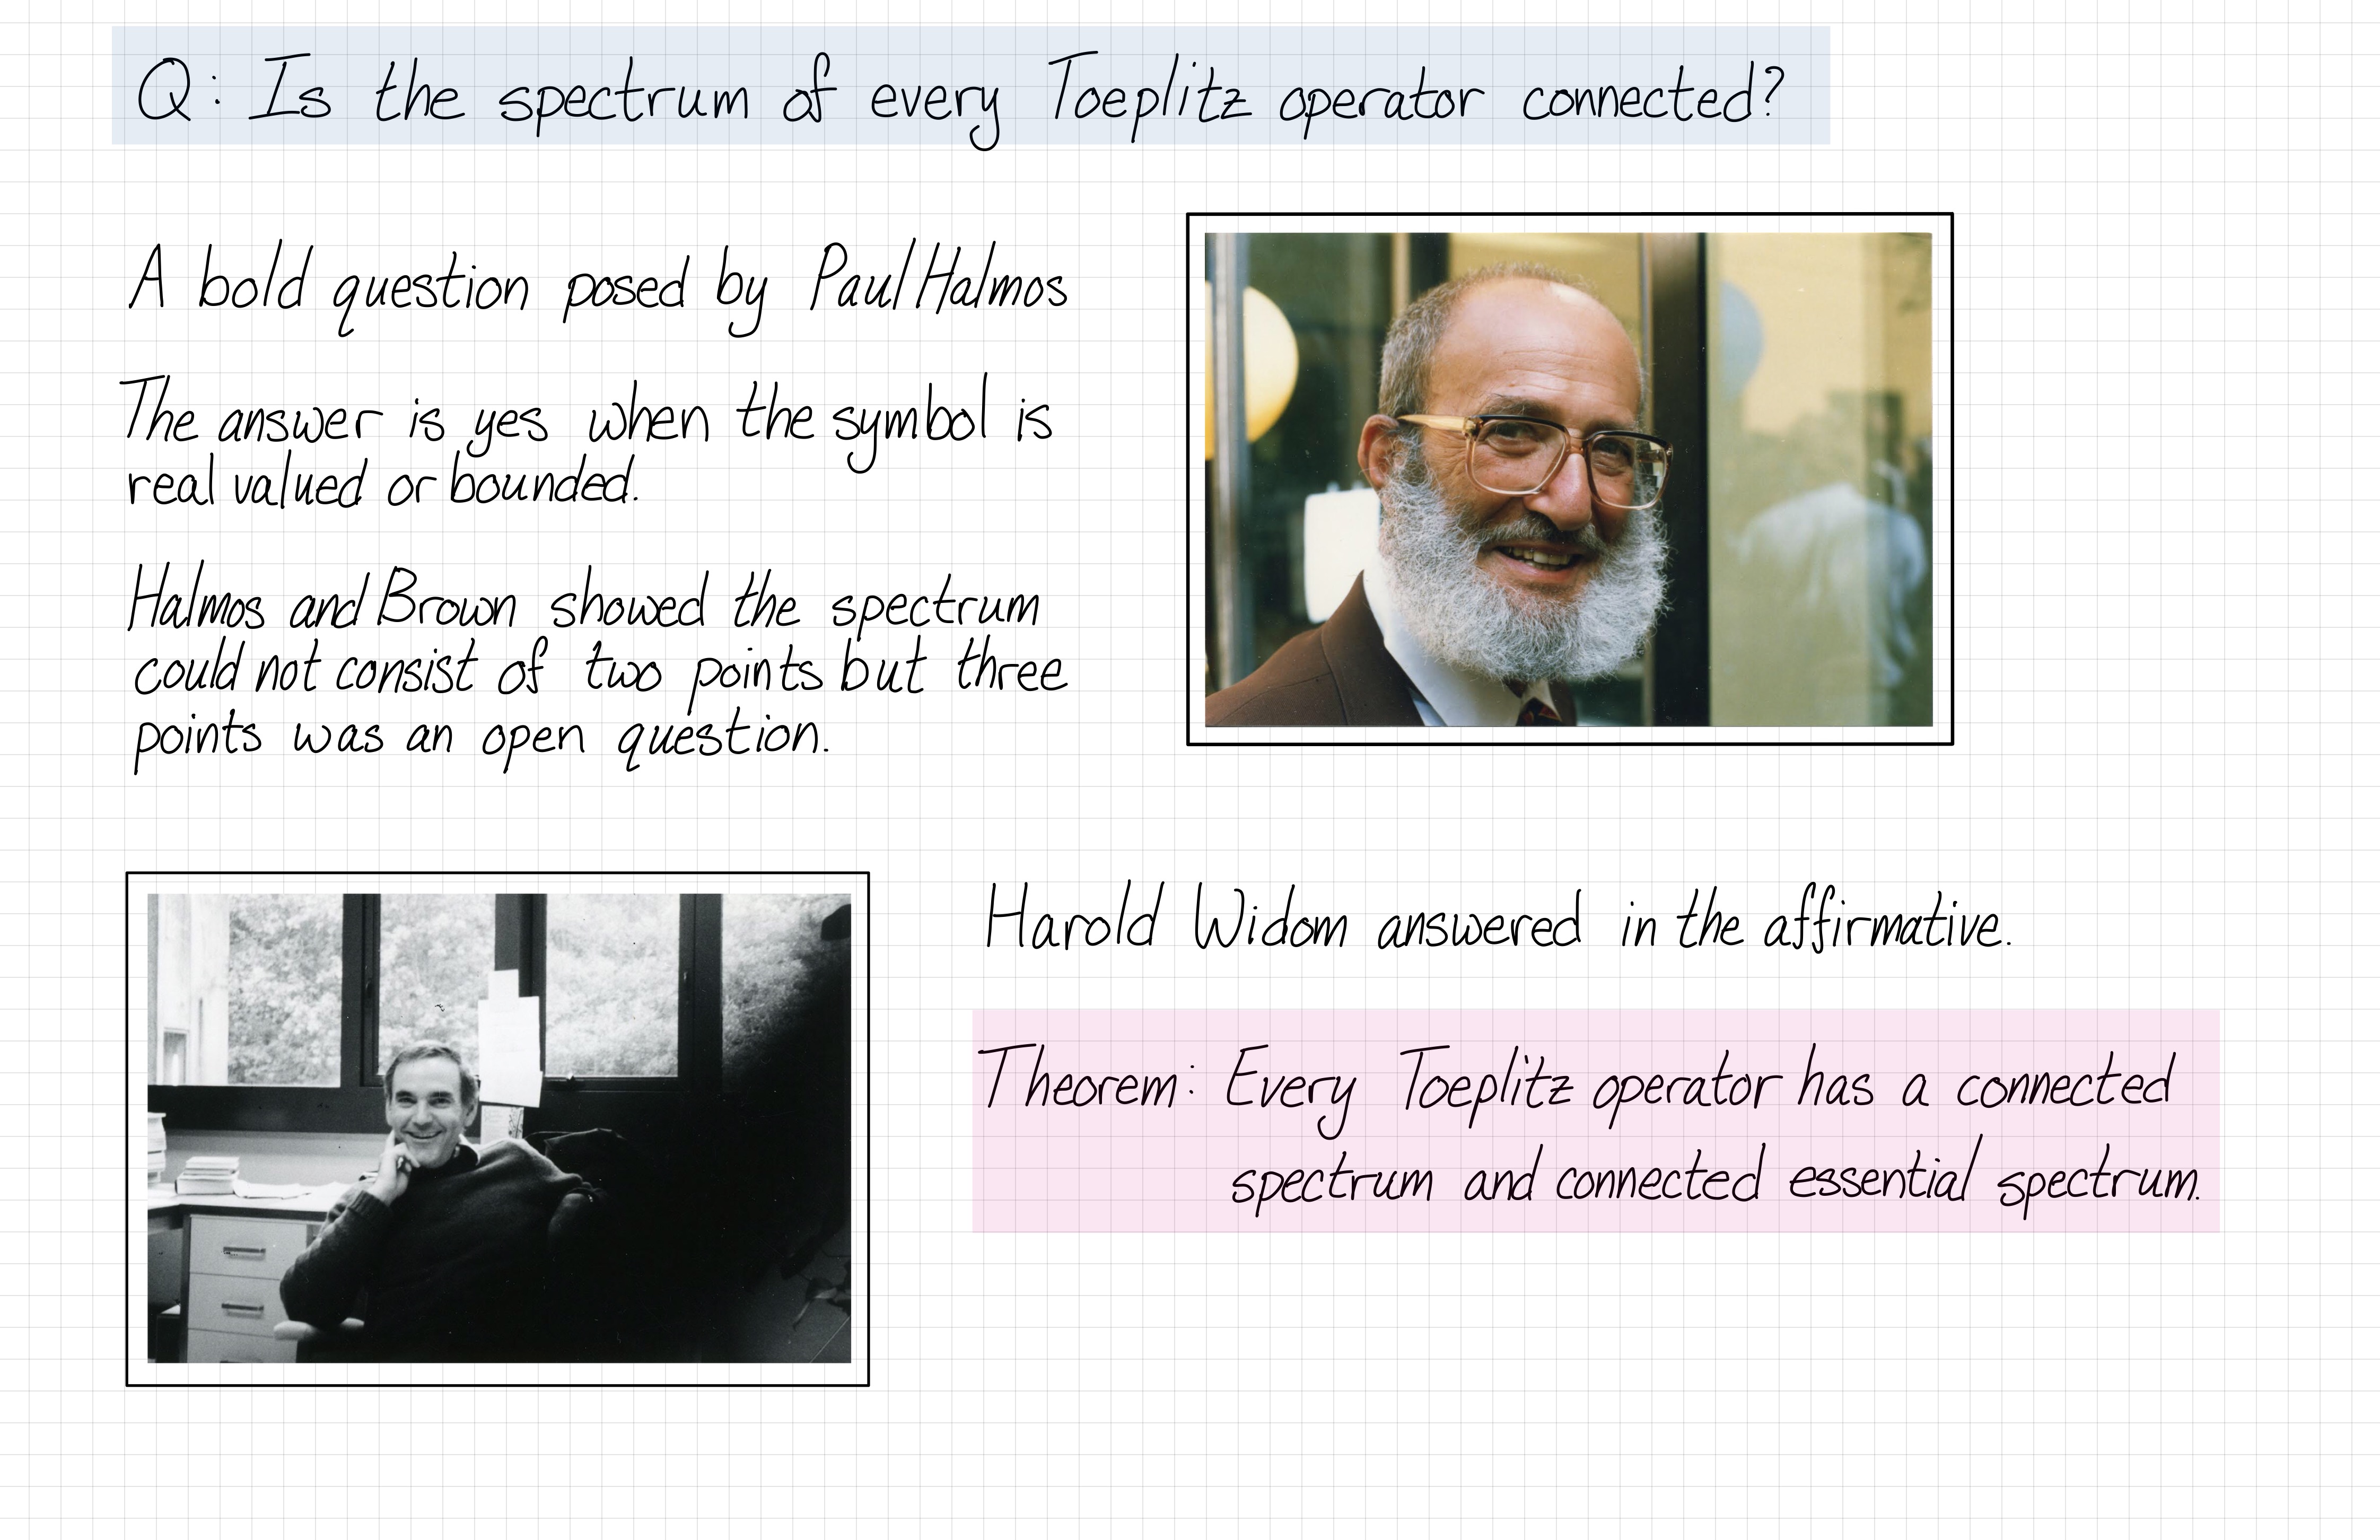 Q: Is the spectrum of every Toeplitz operator connected?
A bold question posed by Paul Halmos
The answer is yes when the symbol is
real valued or bounded.
Halmos and Brown showed the spectrum
could not consist of two points but three
points was an open question.
Harold Widom answered in the affirmative.
Theorem: Every Toeplitz operator has a connected
spectrum and connected essential spectrum.